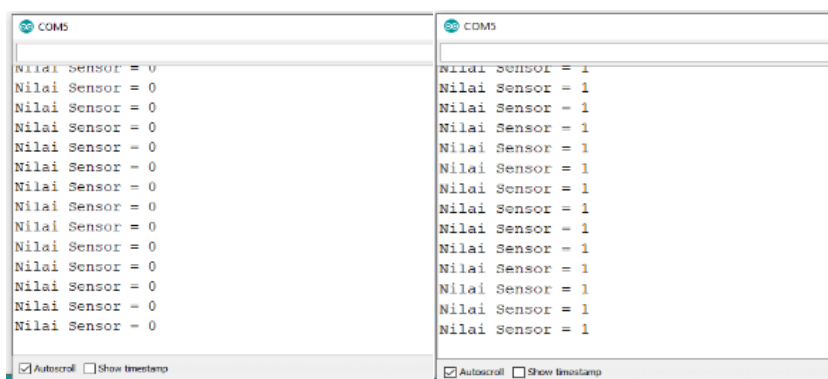 COM5
Nilai Sensor = 0
Nilai Sensor = 0
Nilai Sensor = 0
Nilai Sensor = 0
Nilai Sensor = 0
Nilai Sensor = 0
Nilai Sensor = 0
Nilai Sensor = 0
Nilai Sensor = 0
Nilai Sensor = 0
Nilai Sensor = 0
Nilai Sensor = 0
Nilai Sensor = 0
Nilai Sensor = 0
Autoscroll Show timestamp
COM5
Nilai Sensor = 1
Nilai Sensor = 1
Nilai Sensor = 1
Nilai Sensor = 1
Nilai Sensor = 1
Nilai Sensor = 1
Nilai Sensor = 1
Nilai Sensor = 1
Nilai Sensor = 1
Nilai Sensor = 1
Nilai Sensor = 1
Nilai Sensor = 1
Nilai Sensor = 1
Nilai Sensor = 1
Autoscroll Show timestamp